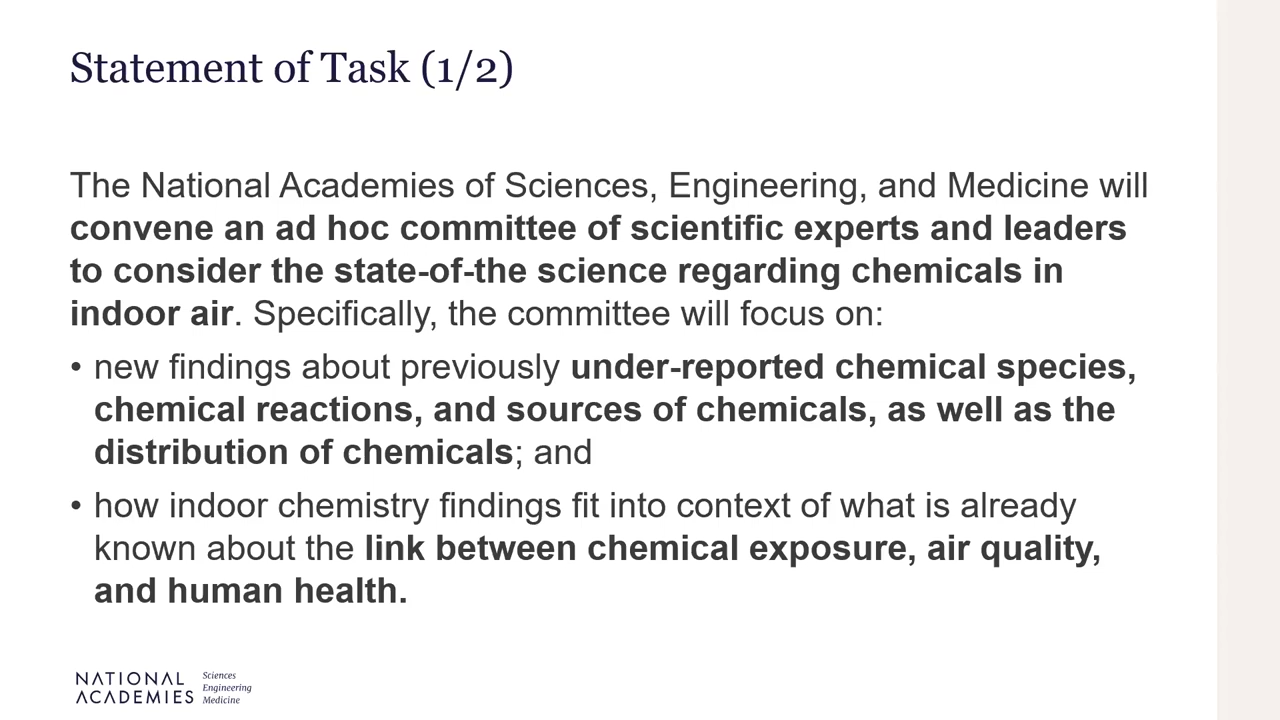 Statement of Task (1/2)
The National Academies of Sciences, Engineering, and Medicine will
convene an ad hoc committee of scientific experts and leaders
to consider the state-of-the science regarding chemicals in
indoor air. Specifically, the committee will focus on:
• new findings about previously under-reported chemical species,
chemical reactions, and sources of chemicals, as well as the
distribution of chemicals; and
• how indoor chemistry findings fit into context of what is already
known about the link between chemical exposure, air quality,
and human health.
NATIONAL
ACADEMIES
Sciences
Engineering
Medicine